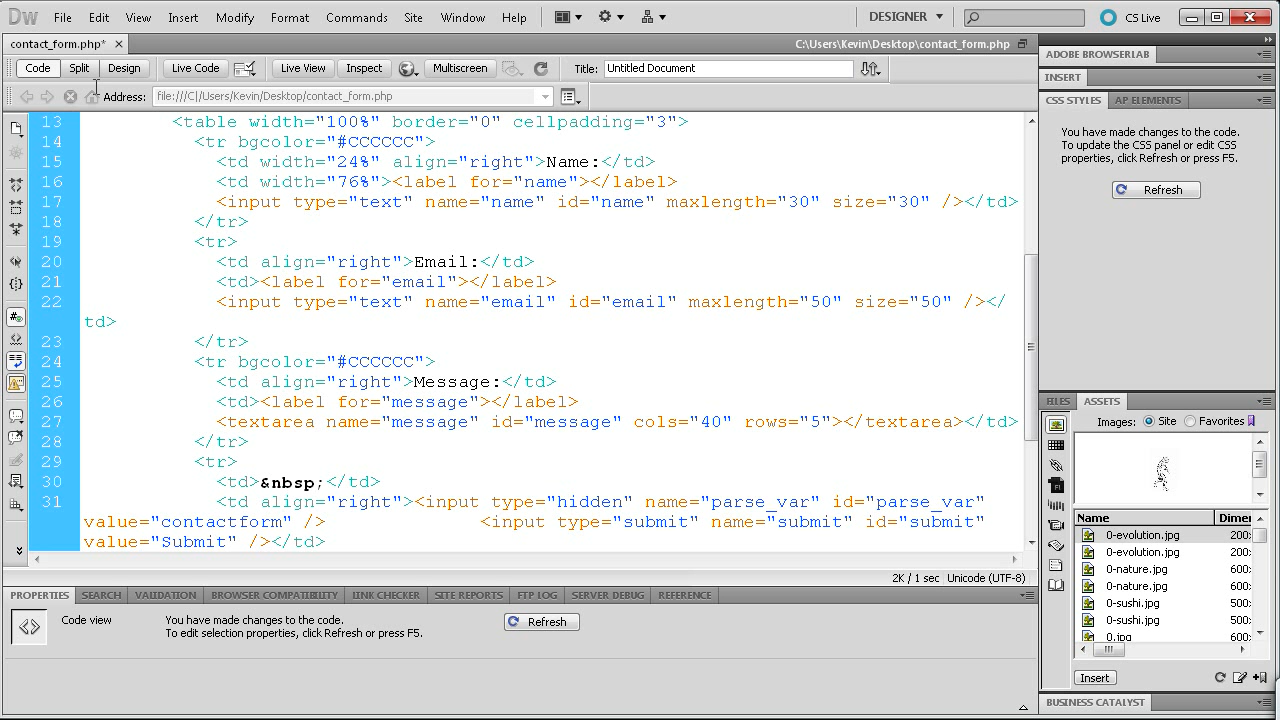 Dw File Edit View Insert Modify Format Commands Site Window Help DESIGNER CS Live
contact_form.php* C:\Users\Kevin\Desktop\contact_form.php
Code Split Design Live Code Live View Inspect Multiscreen Title: Untitled Document
Address: file:///C|/Users/Kevin/Desktop/contact_form.php
13 <table width="100%" border="0" cellpadding="3">
14 <tr bgcolor="#CCCCCC">
15 <td width="24%" align="right">Name:</td>
16 <td width="76%"><label for="name"></label>
17 <input type="text" name="name" id="name" maxlength="30" size="30" /></td>
18 </tr>
19 <tr>
20 <td align="right">Email:</td>
21 <td><label for="email"></label>
22 <input type="text" name="email" id="email" maxlength="50" size="50" /></
td>
23 </tr>
24 <tr bgcolor="#CCCCCC">
25 <td align="right">Message:</td>
26 <td><label for="message"></label>
27 <textarea name="message" id="message" cols="40" rows="5"></textarea></td>
28 </tr>
29 <tr>
30 <td>&nbsp;</td>
31 <td align="right"><input type="hidden" name="parse_var" id="parse_var"
value="contactform" /> <input type="submit" name="submit" id="submit"
value="Submit" /></td>
2K / 1 sec Unicode (UTF-8)
PROPERTIES SEARCH VALIDATION BROWSER COMPATIBILITY LINK CHECKER SITE REPORTS FTP LOG SERVER DEBUG REFERENCE
Code view
You have made changes to the code.
To edit selection properties, click Refresh or press F5.
Refresh
ADOBE BROWSERLAB
INSERT
CSS STYLES AP ELEMENTS
You have made changes to the code.
To update the CSS panel or edit CSS
properties, click Refresh or press F5.
Refresh
FILES ASSETS
Images: Site Favorites
Name Dimer
0-evolution.jpg 200:
0-evolution.jpg 200:
0-nature.jpg 600:
0-nature.jpg 600:
0-sushi.jpg 500:
0-sushi.jpg 500:
0.jpg 600:
Insert
BUSINESS CATALYST